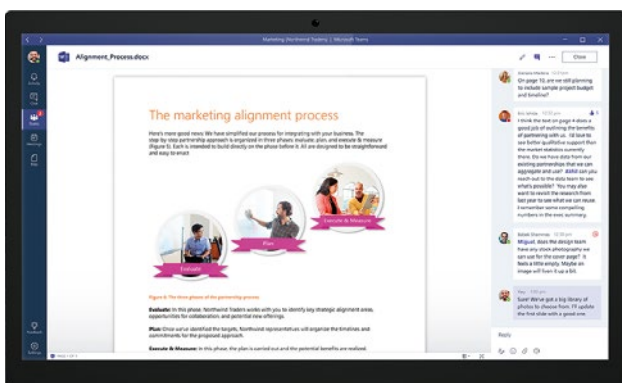 Marketing (Northwind Traders) | Microsoft Teams
Alignment_Process.docx
Close
Activity
Chat
Teams
Meetings
Files
Feedback
Settings
The marketing alignment process
Here's more good news: We have simplified our process for integrating with your business. The
step by step partnership approach is organized in three phases: evaluate, plan, and execute & measure
(Figure 6). Each is intended to build directly on the phase before it. All are designed to be straightforward
and easy to enact
Execute & Measure
Plan
Evaluate
Figure 6: The three phases of the partnership process
Evaluate: In this phase, Northwind Traders works with you to identify key strategic alignment areas,
opportunities for collaboration, and potential new offerings.
Plan: Once we've identified the targets, Northwind representatives will organize the timelines and
commitments for the proposed approach.
Execute & Measure: In this phase, the plan is carried out and the potential benefits are realized.
On page 10, are we still planning
to include sample project budget
and timeline?
I think the text on page 4 does a
good job of outlining the benefits
of partnering with us. I'd love to
see better qualitative support than
the market statistics currently
there. Do we have data from our
existing partnerships that we can
aggregate and use? can you
reach out to the data team to see
what's possible? You may also
want to revisit the research from
last year to see what we can reuse.
I remember some compelling
numbers in the exec summary.
Miguel, does the design team
have any stock photography we
can use for the cover page? It
feels a little empty. Maybe an
image will liven it up a bit.
Sure! We've got a big library of
photos to choose from. I'll update
the first slide with a good one.
Reply